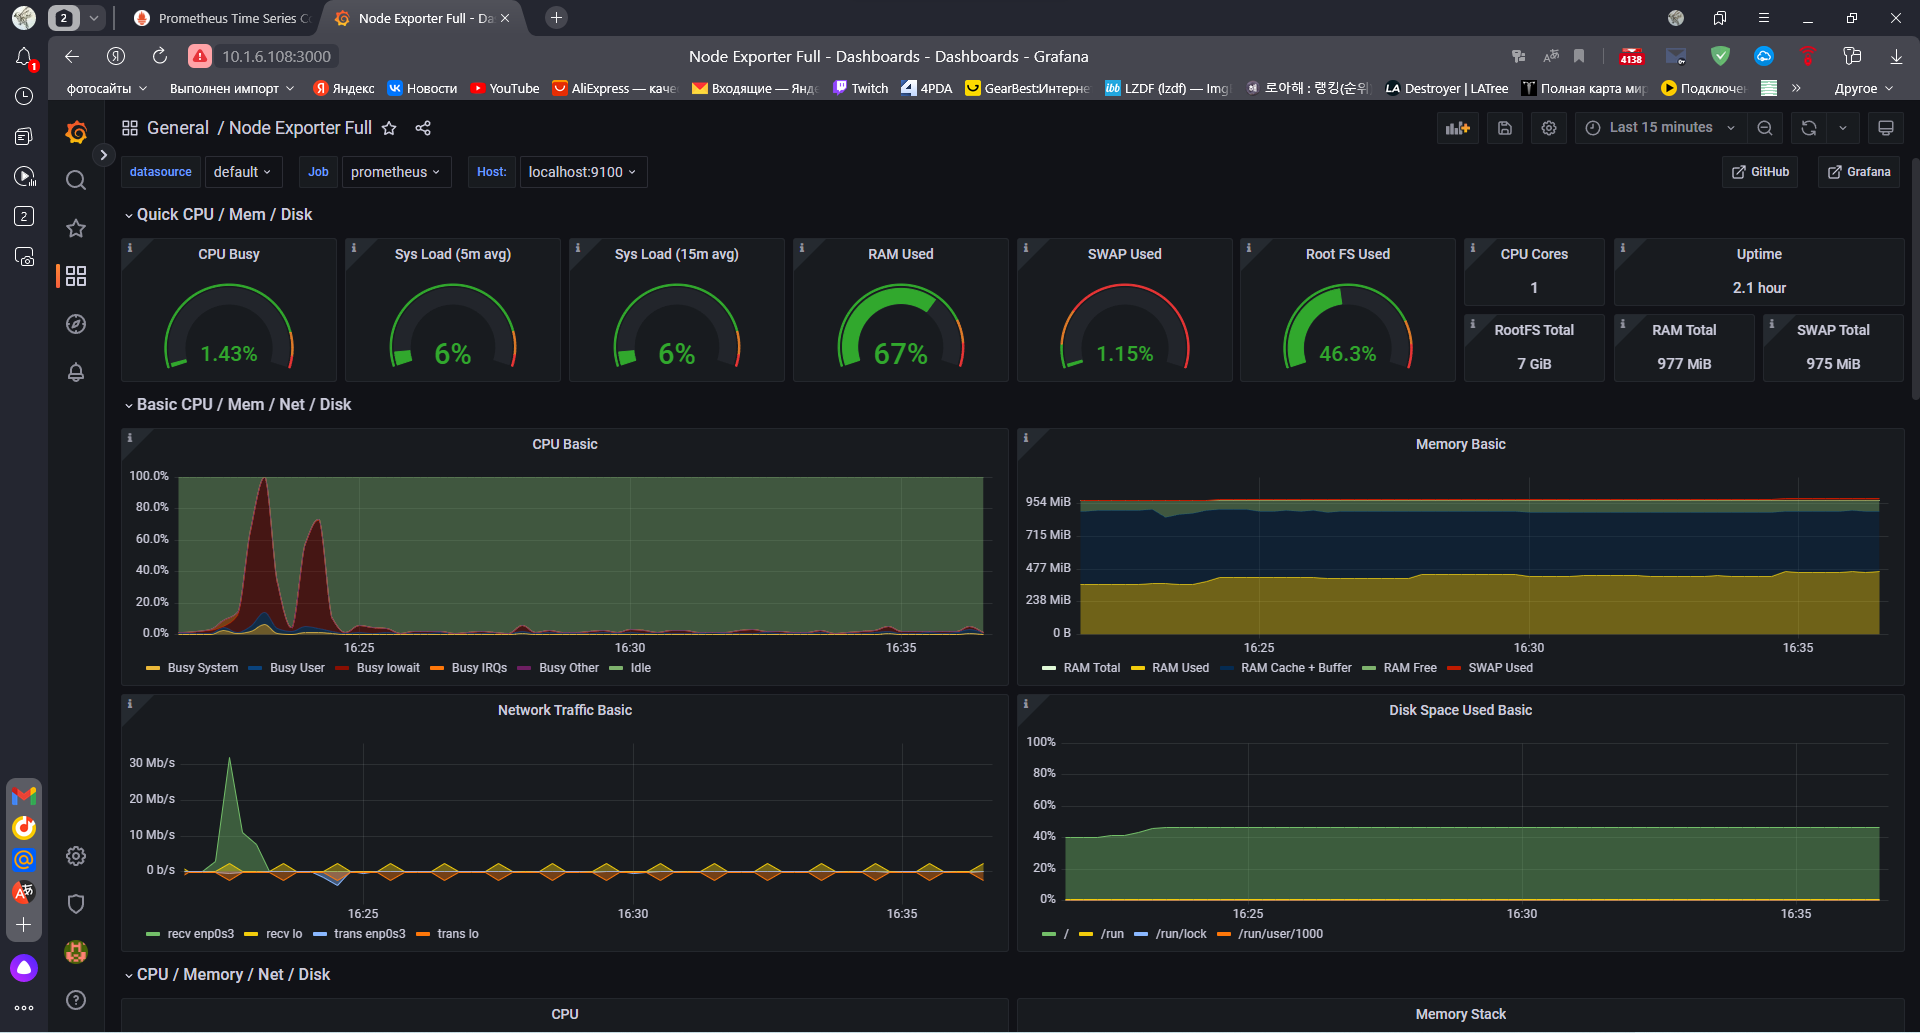 2
Prometheus Time Series Co
Node Exporter Full - Da
1
10.1.6.108:3000
Node Exporter Full - Dashboards - Dashboards - Grafana
4138
фотосайты
Выполнен импорт
Яндекс
Новости
YouTube
AliExpress — каче
Входящие — Янде
Twitch
4PDA
GearBest:Интерне
LZDF (lzdf) — Img
로아해 : 랭킹(순위
LA Destroyer | LATree
Полная карта мир
Подключен
Другое
General / Node Exporter Full
Last 15 minutes
datasource default Job prometheus Host: localhost:9100
GitHub
Grafana
2
Quick CPU / Mem / Disk
CPU Busy
1.43%
Sys Load (5m avg)
6%
Sys Load (15m avg)
6%
RAM Used
67%
SWAP Used
1.15%
Root FS Used
46.3%
CPU Cores
1
Uptime
2.1 hour
RootFS Total
7 GiB
RAM Total
977 MiB
SWAP Total
975 MiB
Basic CPU / Mem / Net / Disk
CPU Basic
100.0%
80.0%
60.0%
40.0%
20.0%
0.0%
16:25 16:30 16:35
Busy System Busy User Busy Iowait Busy IRQs Busy Other Idle
Memory Basic
954 MiB
715 MiB
477 MiB
238 MiB
0 B
16:25 16:30 16:35
RAM Total RAM Used RAM Cache + Buffer RAM Free SWAP Used
Network Traffic Basic
30 Mb/s
20 Mb/s
10 Mb/s
0 b/s
16:25 16:30 16:35
recv enp0s3 recv lo trans enp0s3 trans lo
Disk Space Used Basic
100%
80%
60%
40%
20%
0%
16:25 16:30 16:35
/ /run /run/lock /run/user/1000
CPU / Memory / Net / Disk
CPU
Memory Stack